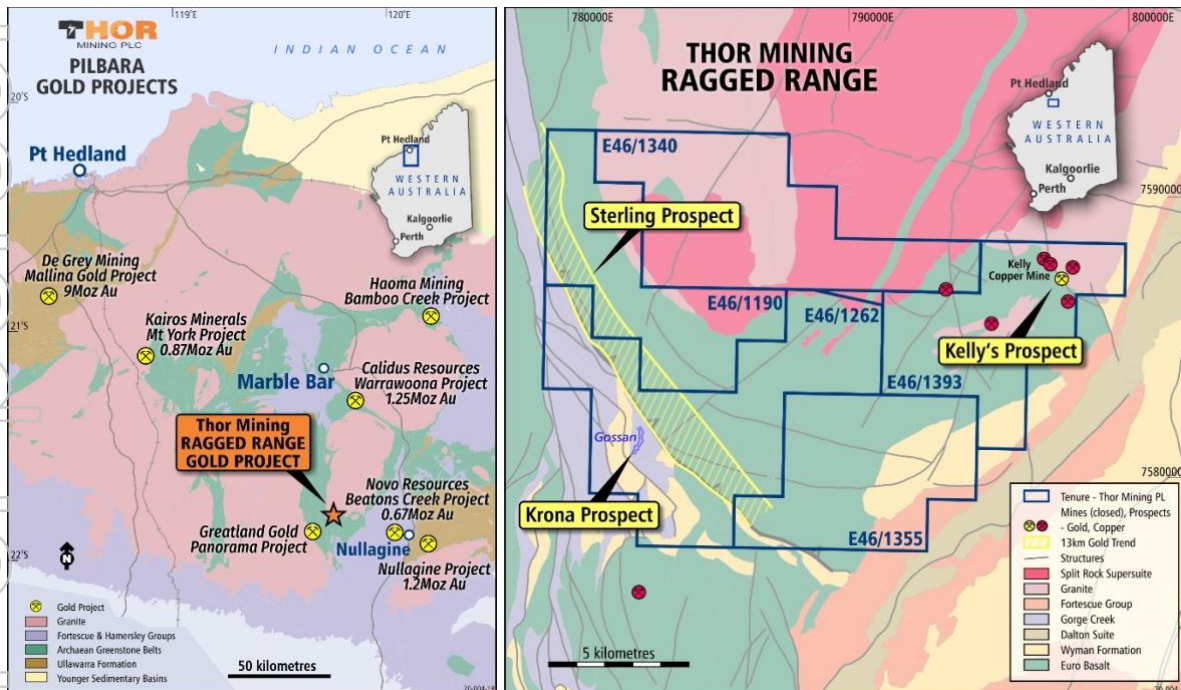 THOR
MINING PLC
PILBARA
GOLD PROJECTS
119°E
120°E
INDIAN OCEAN
20°S
Pt Hedland
Pt Hedland
WESTERN
AUSTRALIA
Kalgoorlie
Perth
De Grey Mining
Mallina Gold Project
9Moz Au
Haoma Mining
Bamboo Creek Project
21°S
Kairos Minerals
Mt York Project
0.87Moz Au
Marble Bar
Calidus Resources
Warrawoona Project
1.25Moz Au
Thor Mining
RAGGED RANGE
GOLD PROJECT
Novo Resources
Beatons Creek Project
0.67Moz Au
Greatland Gold
Panorama Project
Nullagine
Nullagine Project
1.2Moz Au
22°S
N
Gold Project
Granite
Fortescue & Hamersley Groups
Archaean Greenstone Belts
Ullawarra Formation
Younger Sedimentary Basins
50 kilometres
780000E
790000E
800000E
THOR MINING
RAGGED RANGE
Pt Hedland
WESTERN
AUSTRALIA
Kalgoorlie
Perth
E46/1340
7590000
Sterling Prospect
Kelly
Copper Mine
E46/1190
E46/1262
Kelly's Prospect
E46/1393
Gossan
7580000
Krona Prospect
E46/1355
5 kilometres
Tenure - Thor Mining PL
Mines (closed), Prospects
- Gold, Copper
13km Gold Trend
Structures
Split Rock Supersuite
Granite
Fortescue Group
Gorge Creek
Dalton Suite
Wyman Formation
Euro Basalt